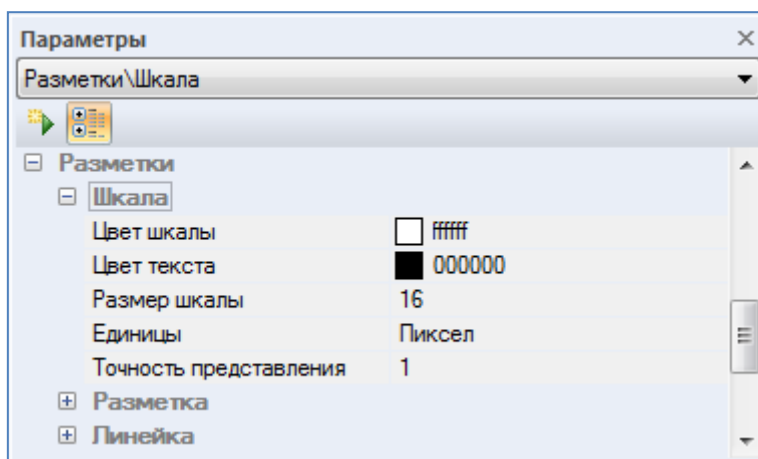 Параметры
Разметки\Шкала
Разметки
Шкала
Цвет шкалы ffffff
Цвет текста 000000
Размер шкалы 16
Единицы Пиксел
Точность представления 1
Разметка
Линейка